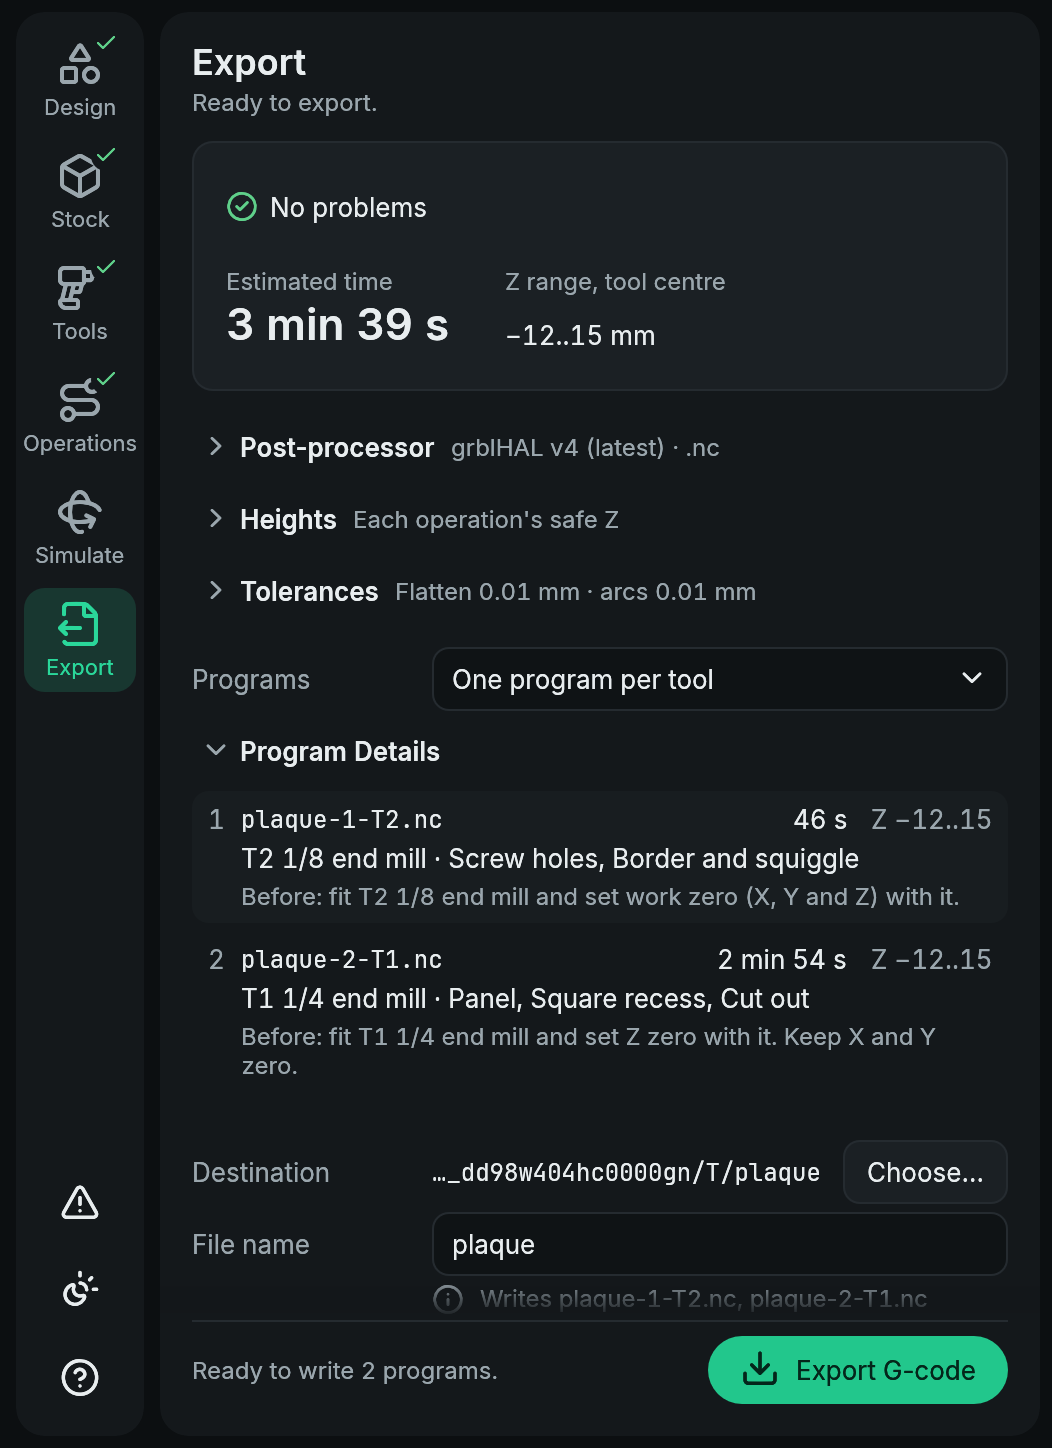 Design
Stock
Tools
Operations
Simulate
Export
Export
Ready to export.
No problems
Estimated time
3 min 39 s
Z range, tool centre
−12..15 mm
Post-processor grblHAL v4 (latest) · .nc
Heights Each operation's safe Z
Tolerances Flatten 0.01 mm · arcs 0.01 mm
Programs One program per tool
Program Details
1 plaque-1-T2.nc 46 s Z −12..15
T2 1/8 end mill · Screw holes, Border and squiggle
Before: fit T2 1/8 end mill and set work zero (X, Y and Z) with it.
2 plaque-2-T1.nc 2 min 54 s Z −12..15
T1 1/4 end mill · Panel, Square recess, Cut out
Before: fit T1 1/4 end mill and set Z zero with it. Keep X and Y
zero.
Destination …_dd98w404hc0000gn/T/plaque Choose...
File name plaque
Writes plaque-1-T2.nc, plaque-2-T1.nc
Ready to write 2 programs. Export G-code